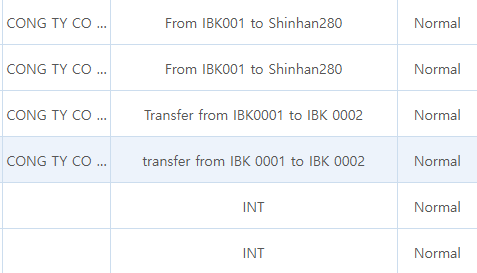 CONG TY CO ... From IBK001 to Shinhan280 Normal
CONG TY CO ... From IBK001 to Shinhan280 Normal
CONG TY CO ... Transfer from IBK0001 to IBK 0002 Normal
CONG TY CO ... transfer from IBK 0001 to IBK 0002 Normal
INT Normal
INT Normal